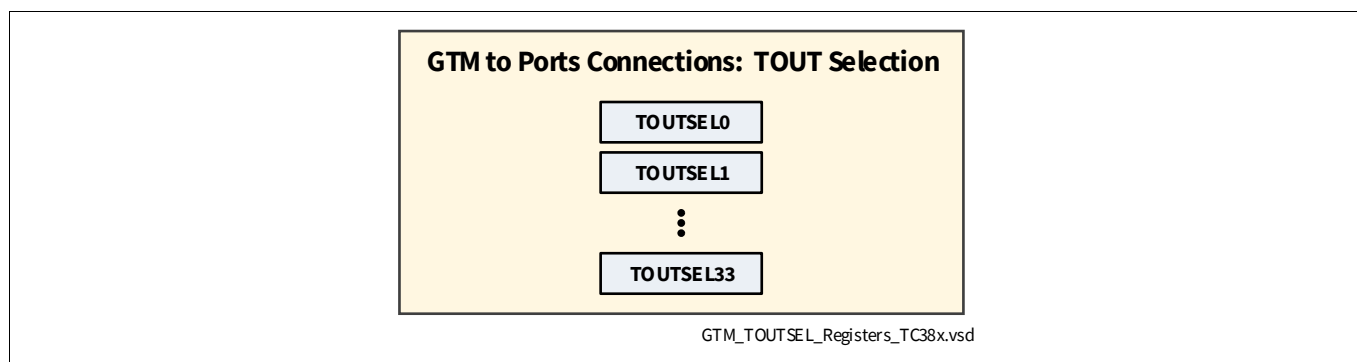 GTM to Ports Connections: TOUT Selection
TOUTSEL0
TOUTSEL1
TOUTSEL33
GTM_TOUTSEL_Registers_TC38x.vsd